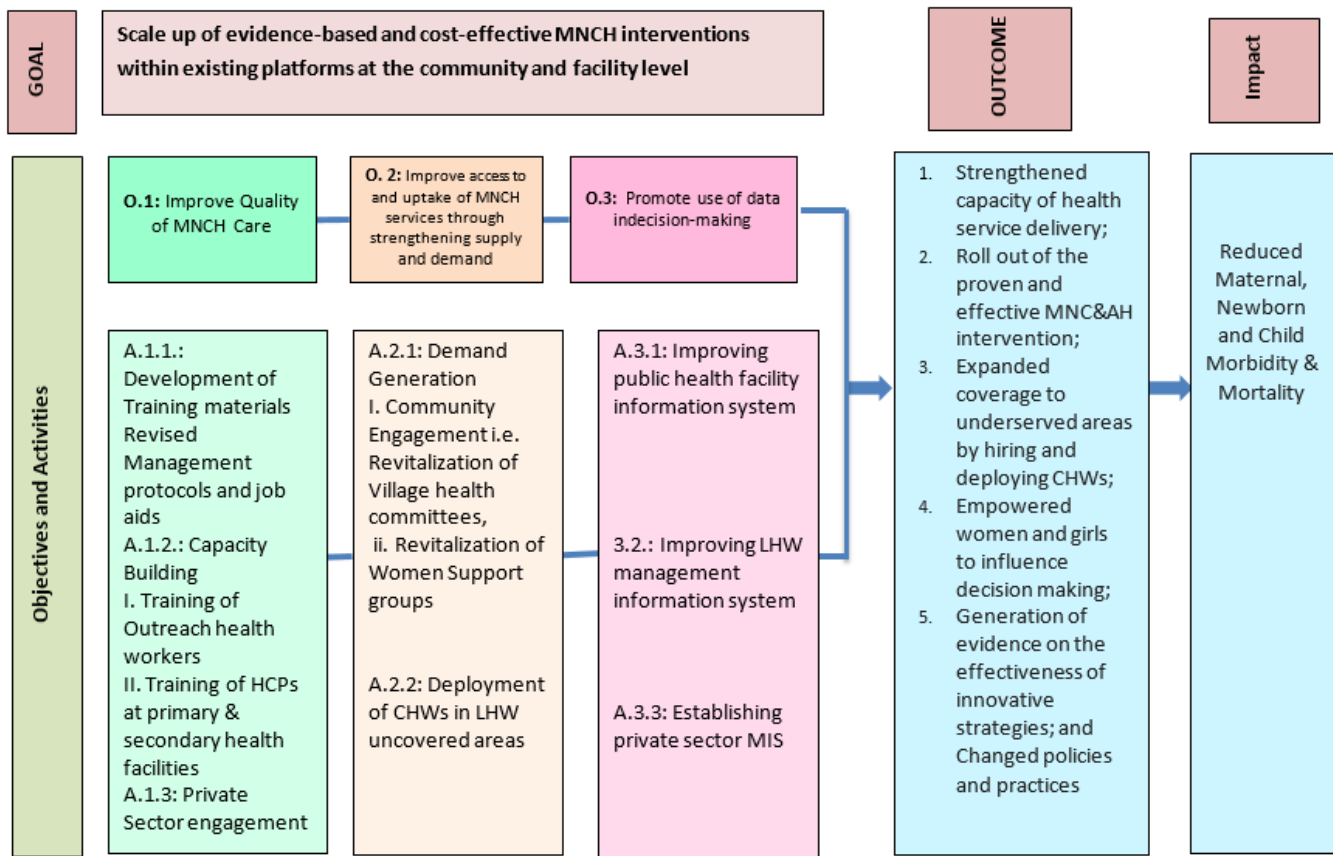 GOAL
Scale up of evidence-based and cost-effective MNCH interventions
within existing platforms at the community and facility level
OUTCOME
Impact
Objectives and Activities
O.1: Improve Quality
of MNCH Care
O. 2: Improve access to
and uptake of MNCH
services through
strengthening supply
and demand
O.3: Promote use of data
indecision-making
A.1.1.:
Development of
Training materials
Revised
Management
protocols and job
aids
A.1.2.: Capacity
Building
I. Training of
Outreach health
workers
II. Training of HCPs
at primary &
secondary health
facilities
A.1.3: Private
Sector engagement
A.2.1: Demand
Generation
I. Community
Engagement i.e.
Revitalization of
Village health
committees,
ii. Revitalization of
Women Support
groups
A.2.2: Deployment
of CHWs in LHW
uncovered areas
A.3.1: Improving
public health facility
information system
3.2.: Improving LHW
management
information system
A.3.3: Establishing
private sector MIS
1. Strengthened
capacity of health
service delivery;
2. Roll out of the
proven and
effective MNC&AH
intervention;
3. Expanded
coverage to
underserved areas
by hiring and
deploying CHWs;
4. Empowered
women and girls
to influence
decision making;
5. Generation of
evidence on the
effectiveness of
innovative
strategies; and
Changed policies
and practices
Reduced
Maternal,
Newborn
and Child
Morbidity &
Mortality